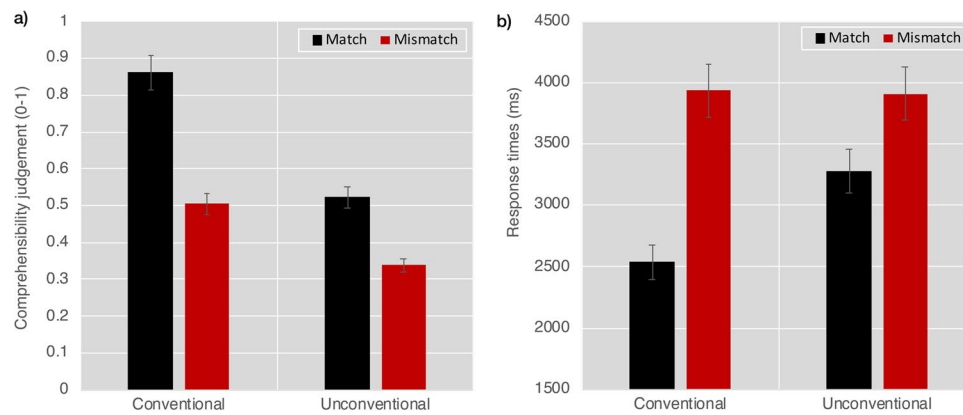 a)
Match Mismatch
Comprehensibility judgement (0-1)
1
0.9
0.8
0.7
0.6
0.5
0.4
0.3
0.2
0.1
0
Conventional Unconventional
b)
Match Mismatch
Response times (ms)
4500
4000
3500
3000
2500
2000
1500
Conventional Unconventional